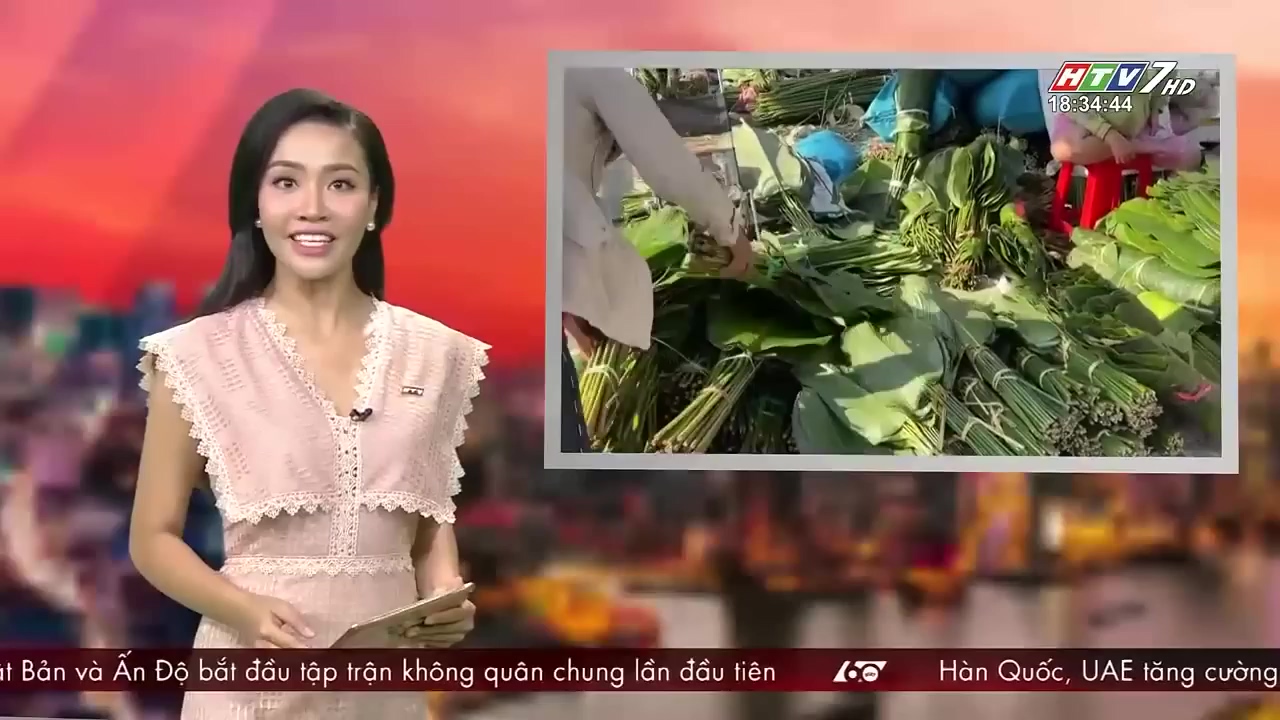 HTV7 HD
18:34:44
ật Bản và Ấn Độ bắt đầu tập trận không quân chung lần đầu tiên 60 Hàn Quốc, UAE tăng cường